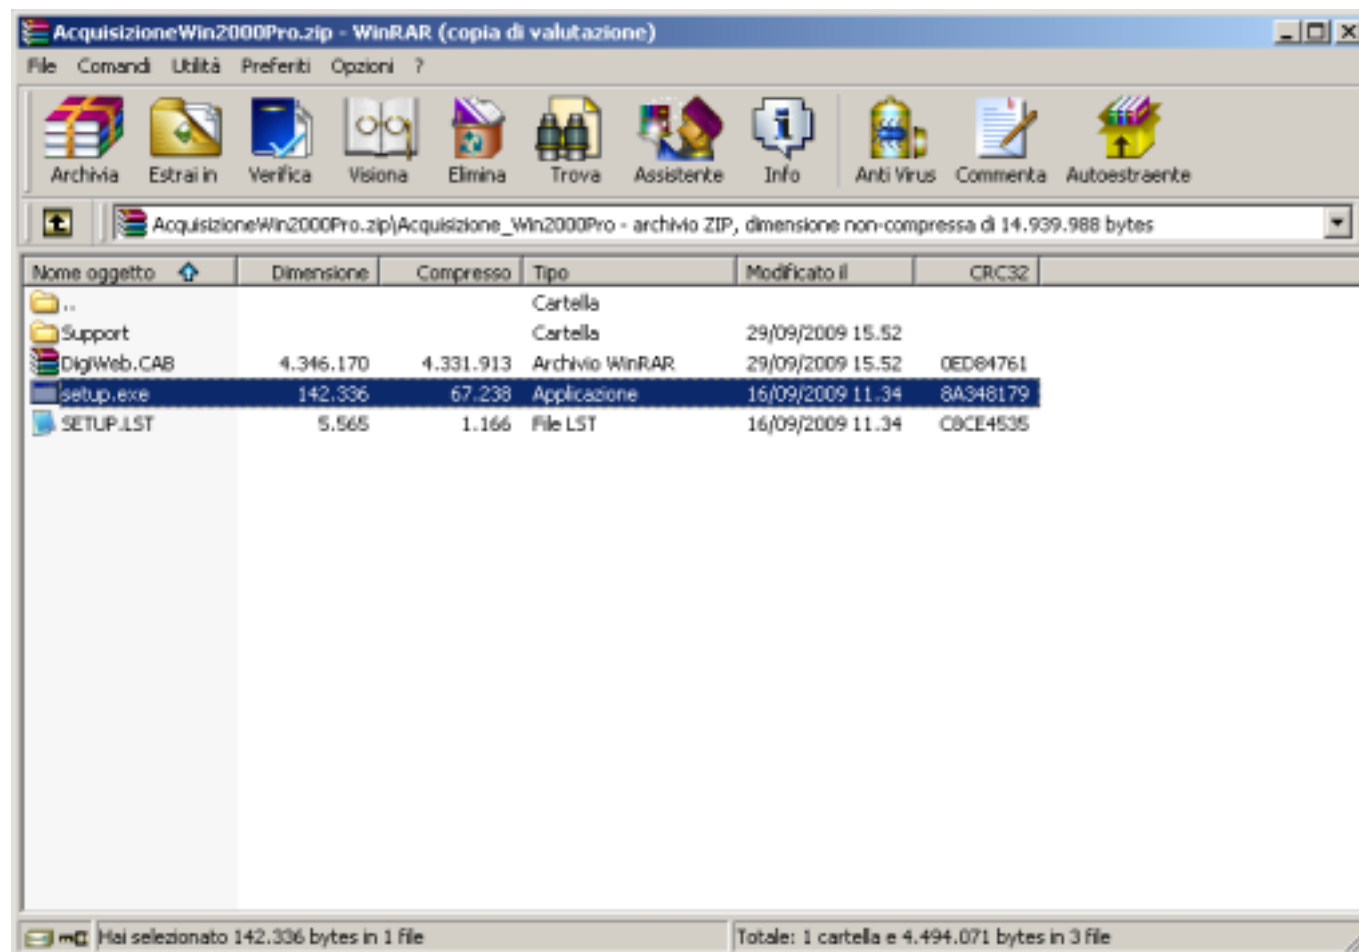 AcquisizioneWin2000Pro.zip - WinRAR (copia di valutazione)
File Comandi Utilità Preferiti Opzioni ?
Archivia Estrai in Verifica Visiona Elimina Trova Assistente Info Anti Virus Commenta Autoestraente
AcquisizioneWin2000Pro.zip\Acquisizione_Win2000Pro - archivio ZIP, dimensione non-compressa di 14.939.988 bytes
Nome oggetto Dimensione Compresso Tipo Modificato il CRC32
.. Cartella
Support Cartella 29/09/2009 15.52
DigiWeb.CAB 4.346.170 4.331.913 Archivio WinRAR 29/09/2009 15.52 0ED84761
setup.exe 142.336 67.238 Applicazione 16/09/2009 11.34 8A348179
SETUP.LST 5.565 1.166 File LST 16/09/2009 11.34 C8CE4535
Hai selezionato 142.336 bytes in 1 file Totale: 1 cartella e 4.494.071 bytes in 3 file